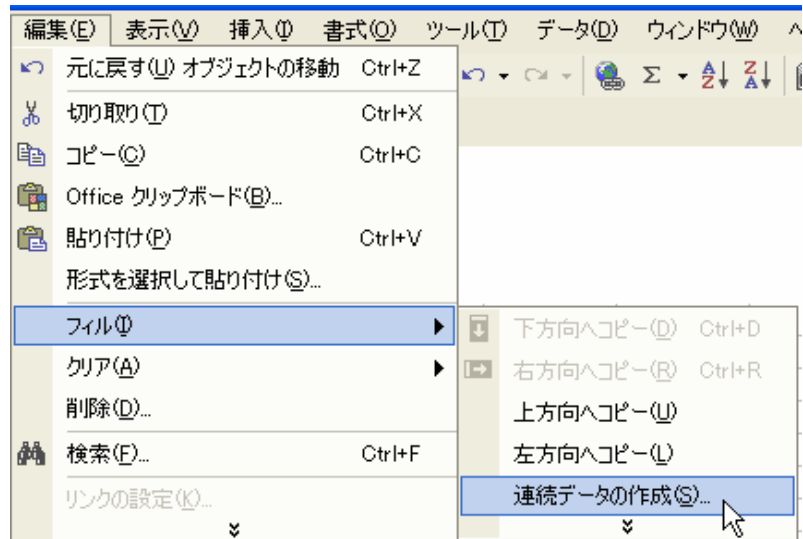 編集(E) 表示(V) 挿入(I) 書式(O) ツール(T) データ(D) ウィンドウ(W)
元に戻す(U) オブジェクトの移動 Ctrl+Z
切り取り(T) Ctrl+X
コピー(C) Ctrl+C
Office クリップボード(B)...
貼り付け(P) Ctrl+V
形式を選択して貼り付け(S)...
フィル(I)
下方向へコピー(D) Ctrl+D
クリア(A)
右方向へコピー(R) Ctrl+R
削除(D)...
上方向へコピー(U)
検索(F)... Ctrl+F
左方向へコピー(L)
リンクの設定(K)...
連続データの作成(S)...